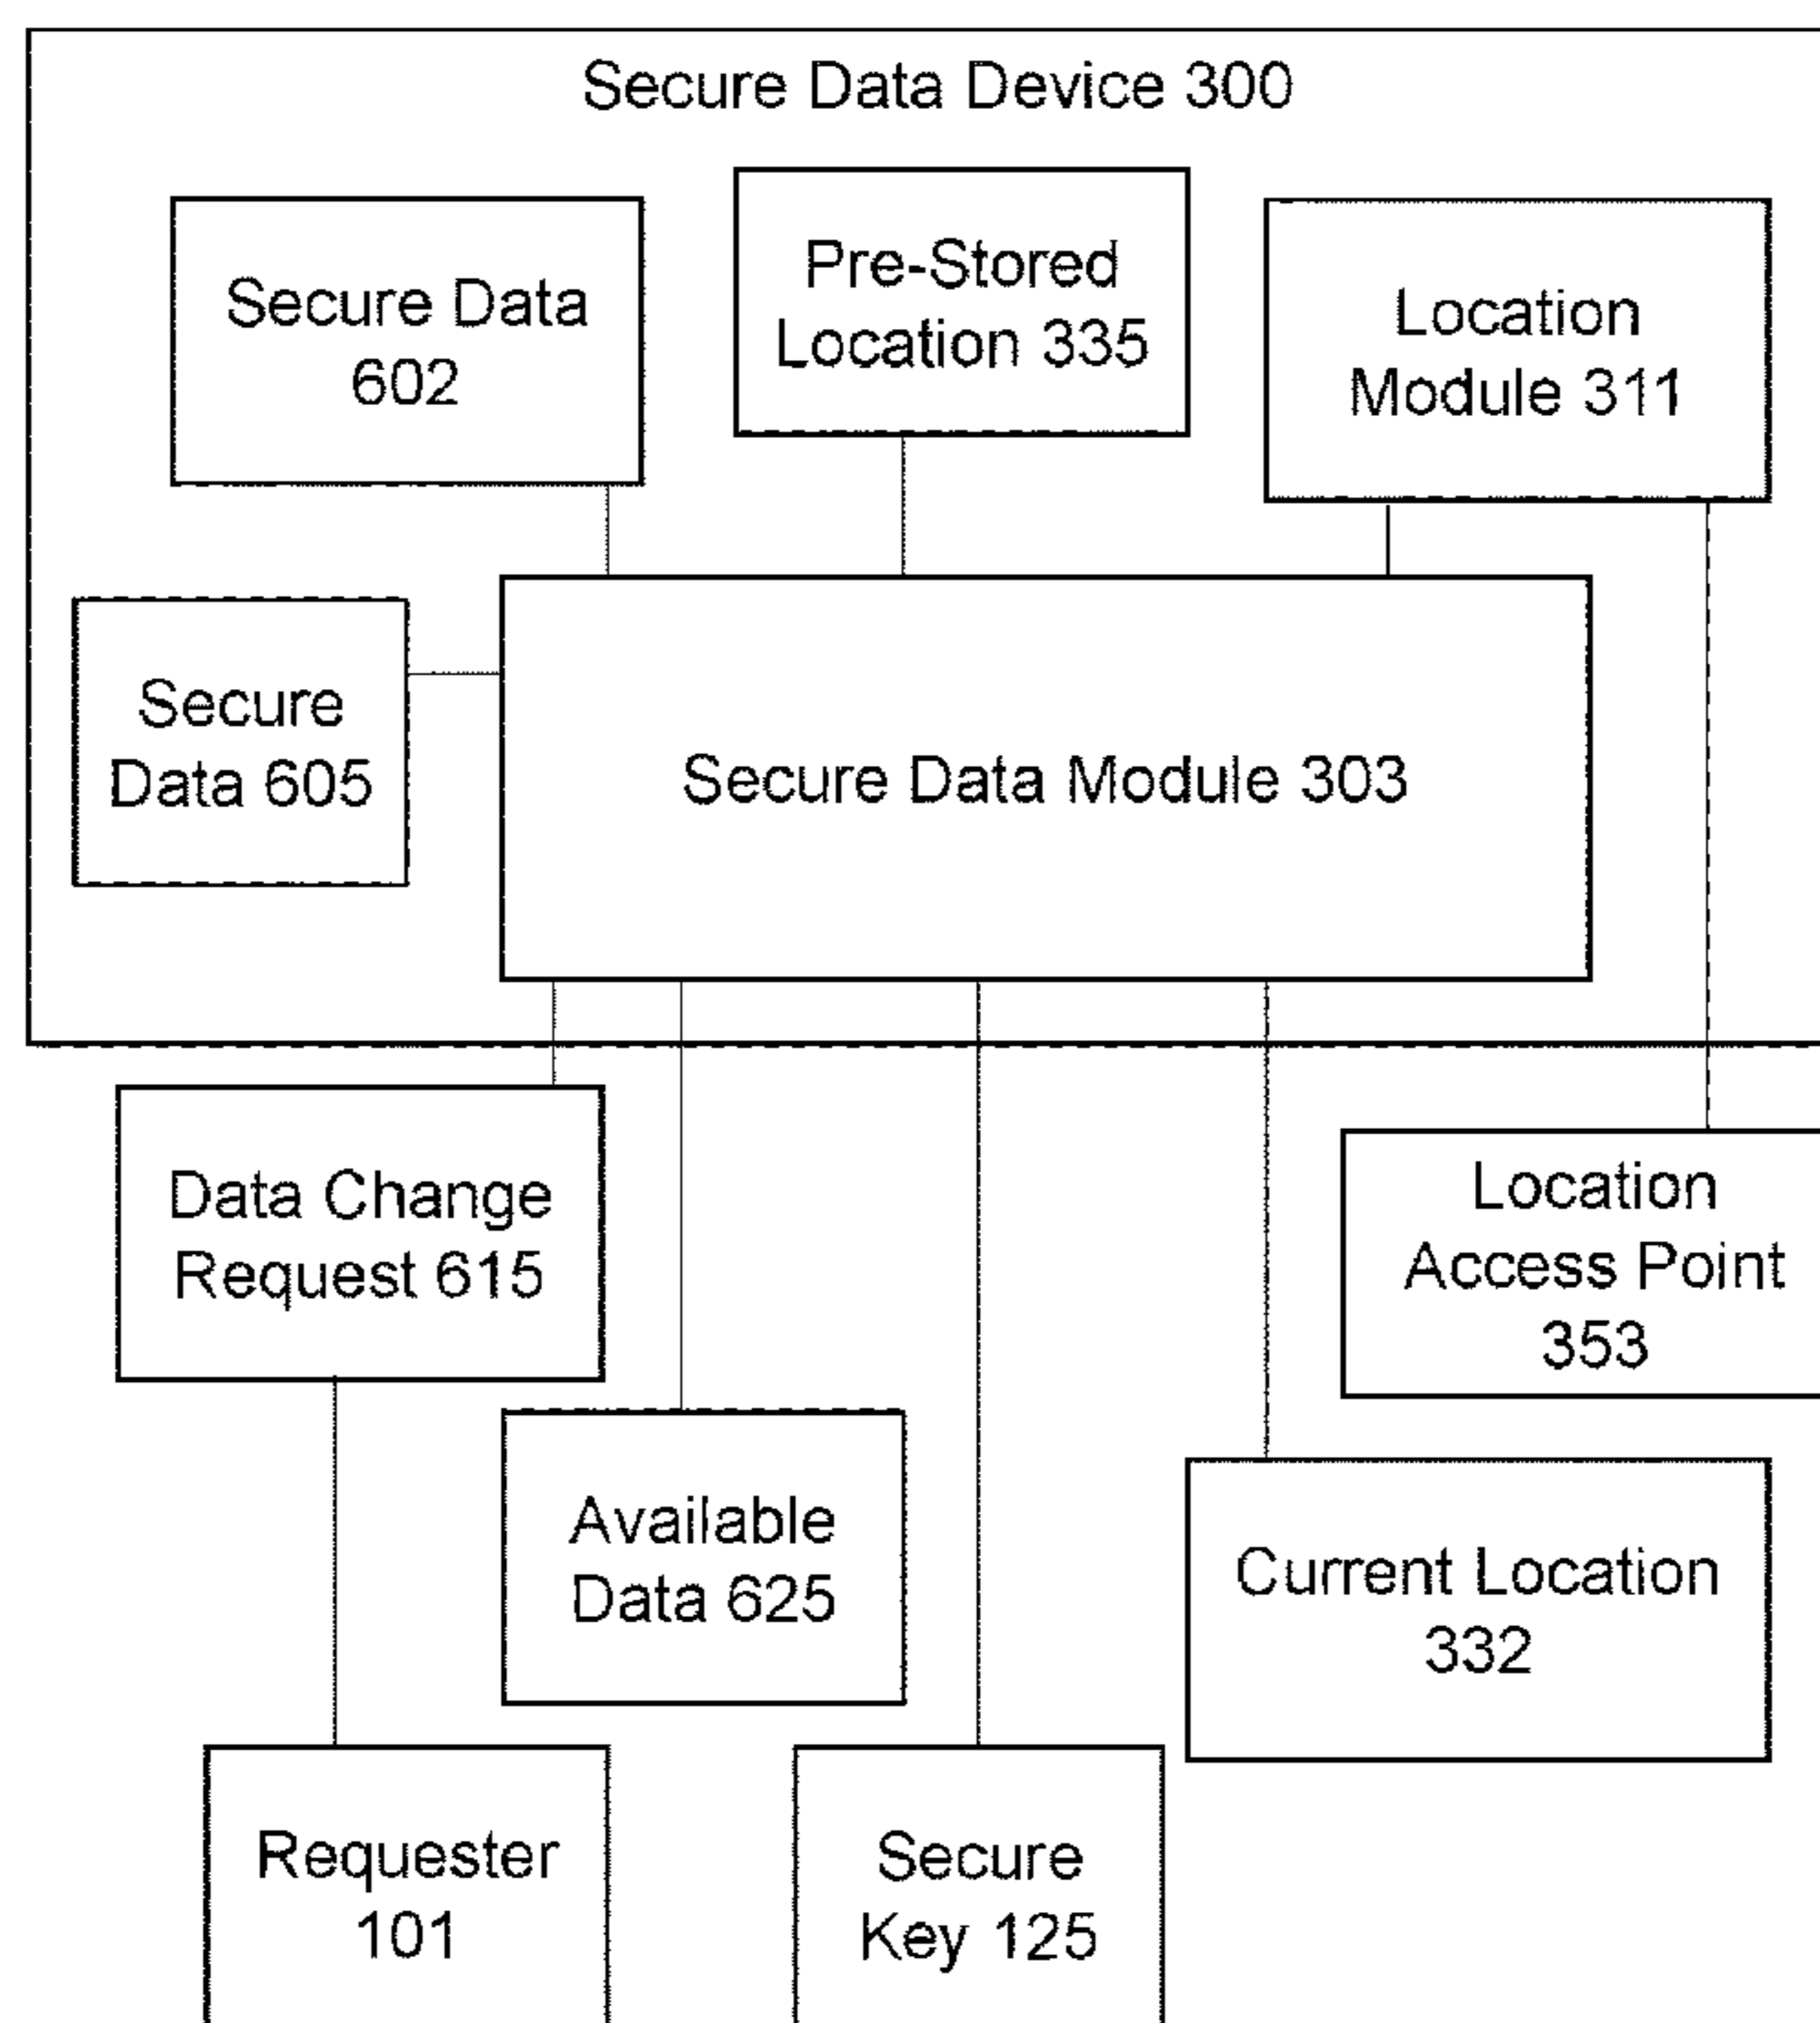 Secure Data Device 300
Secure Data
602
Pre-Stored
Location 335
Location
Module 311
Secure
Data 605
Secure Data Module 303
Data Change
Request 615
Location
Access Point
353
Available
Data 625
Current Location
332
Requester
101
Secure
Key 125